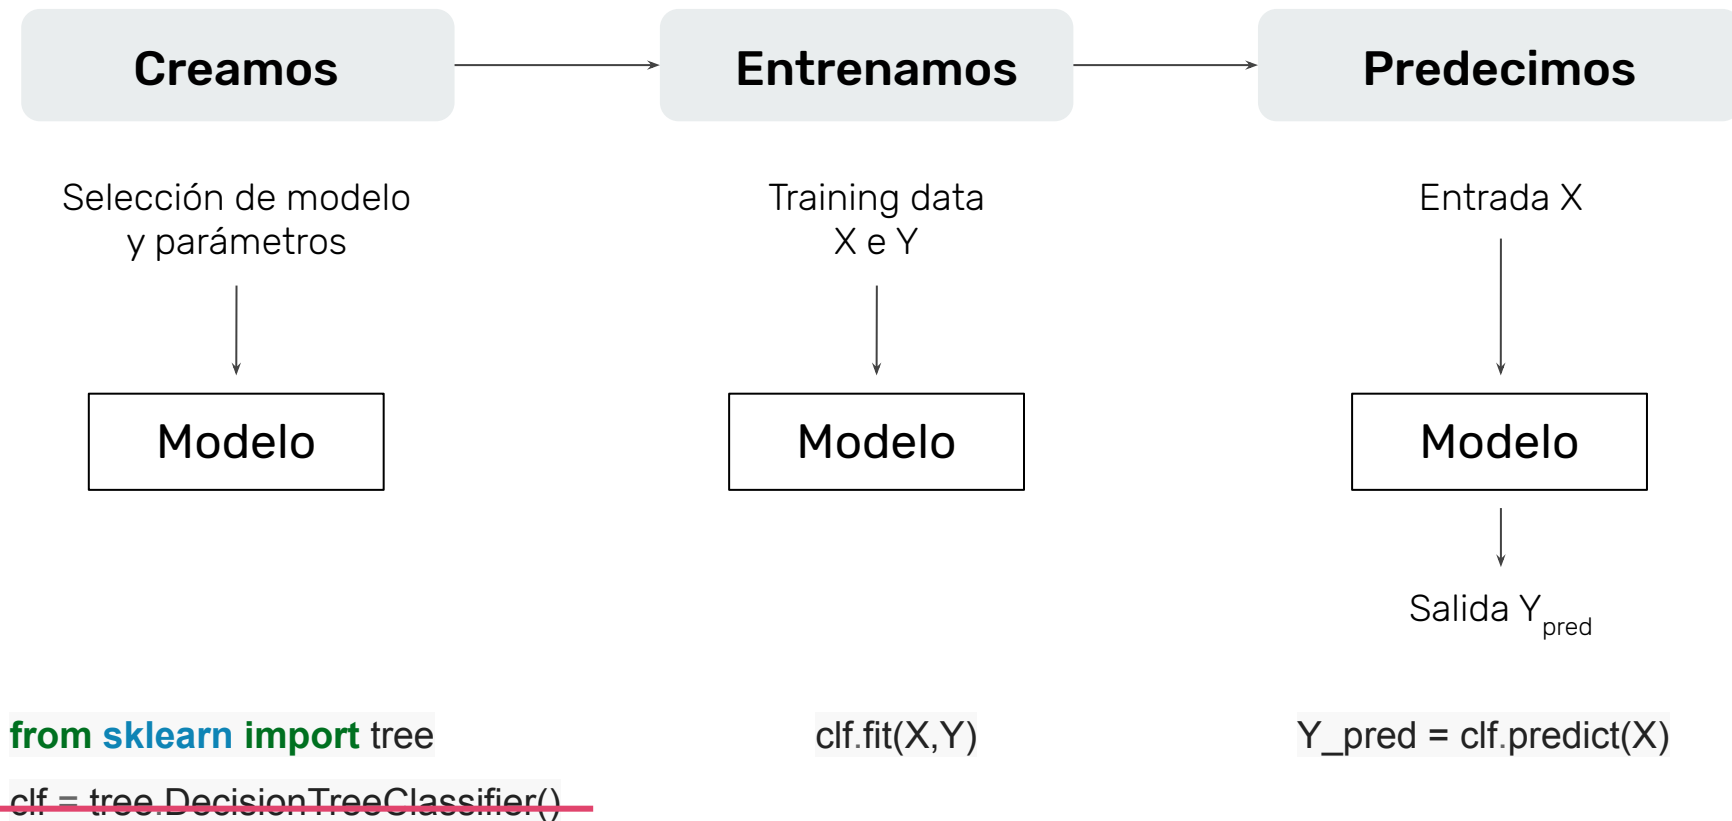 Creamos
Entrenamos
Predecimos
Selección de modelo
y parámetros
Training data
X e Y
Entrada X
Modelo
Modelo
Modelo
Salida Y pred
from sklearn import tree
clf.fit(X,Y)
Y_pred = clf.predict(X)
clf = tree.DecisionTreeClassifier()